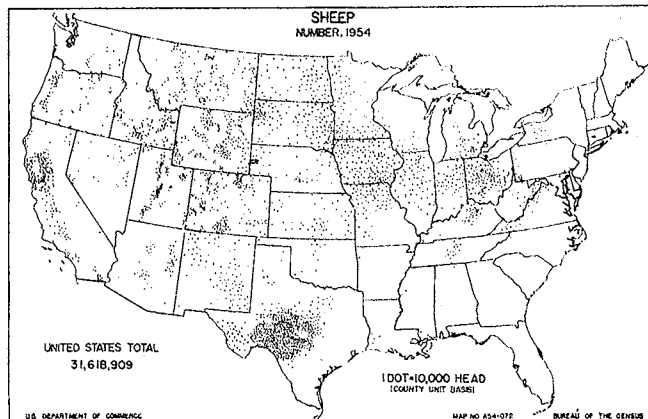 SHEEP
NUMBER, 1954
UNITED STATES TOTAL
31,618,909
1 DOT=10,000 HEAD
(COUNTY UNIT BASIS)
U.S. DEPARTMENT OF COMMERCE
MAP NO. A54-072
BUREAU OF THE CENSUS